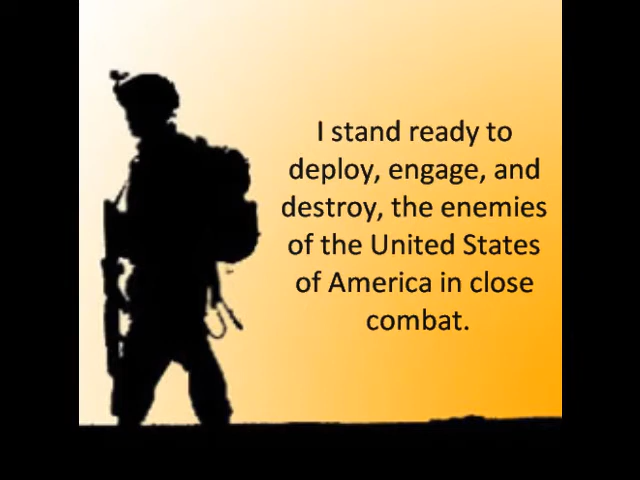 I stand ready to
deploy, engage, and
destroy, the enemies
of the United States
of America in close
combat.